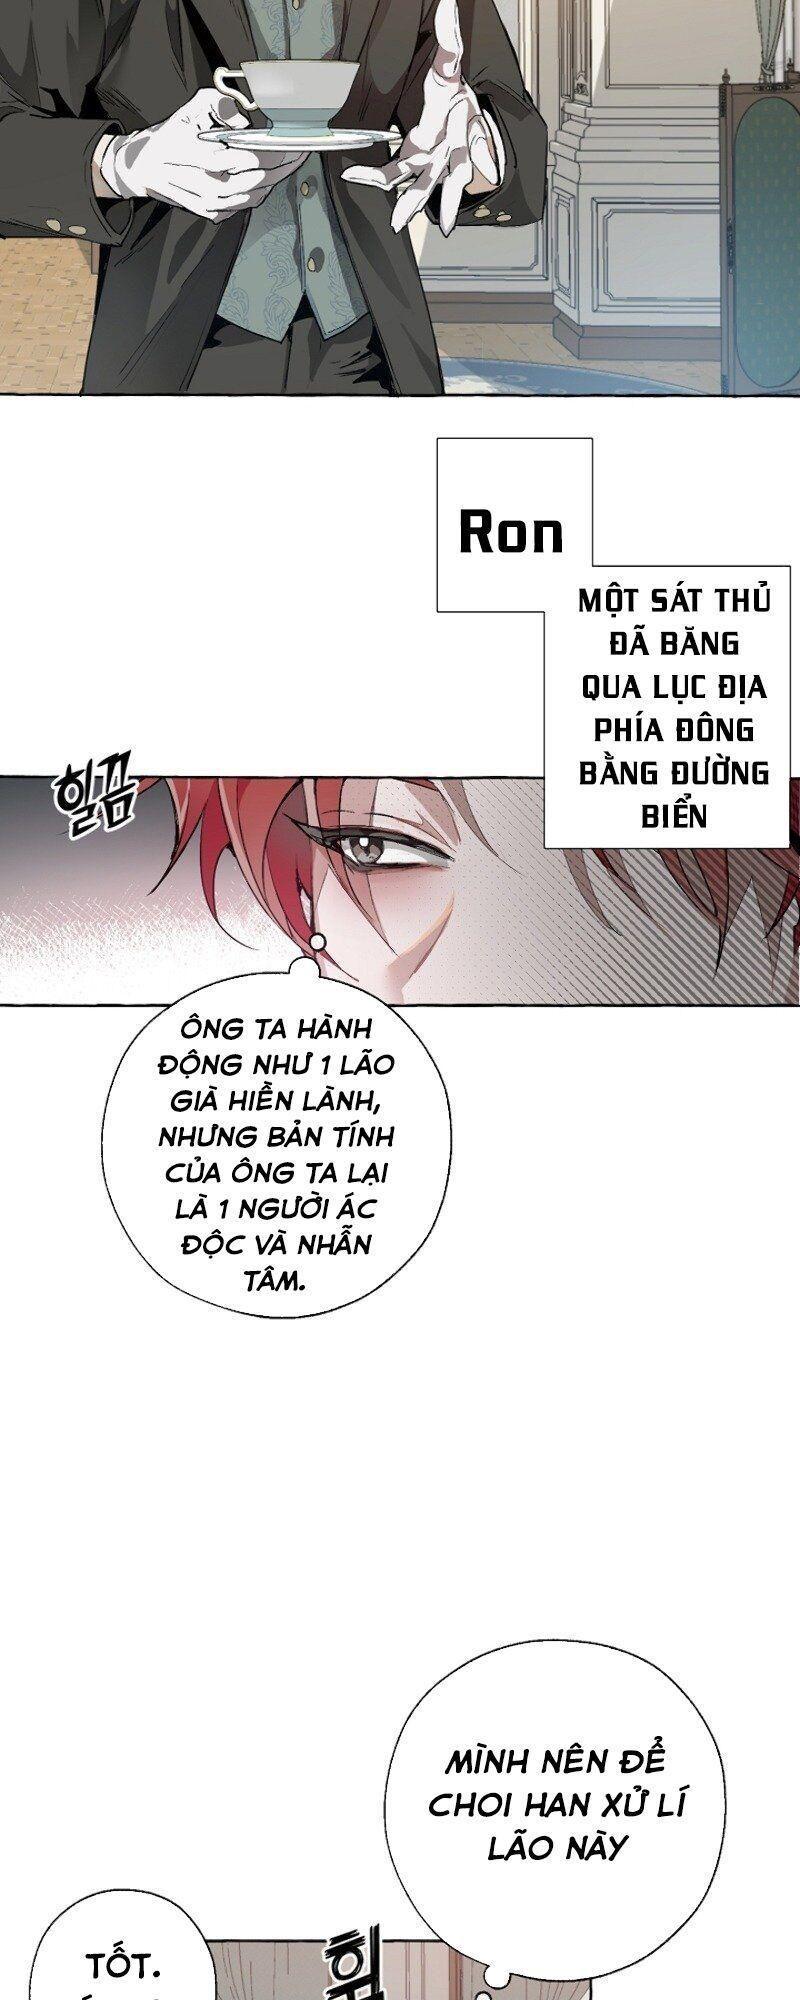 Ron
MỘT SÁT THỦ
ĐÃ BĂNG
QUA LỤC ĐỊA
PHÍA ĐÔNG
BẰNG ĐƯỜNG
BIỂN
힐끔
ÔNG TA HÀNH
ĐỘNG NHƯ 1 LÃO
GIÀ HIỀN LÀNH,
NHƯNG BẢN TÍNH
CỦA ÔNG TA LẠI
LÀ 1 NGƯỜI ÁC
ĐỘC VÀ NHẪN
TÂM.
MÌNH NÊN ĐỂ
CHOI HAN XỬ LÍ
LÃO NÀY
TỐT.